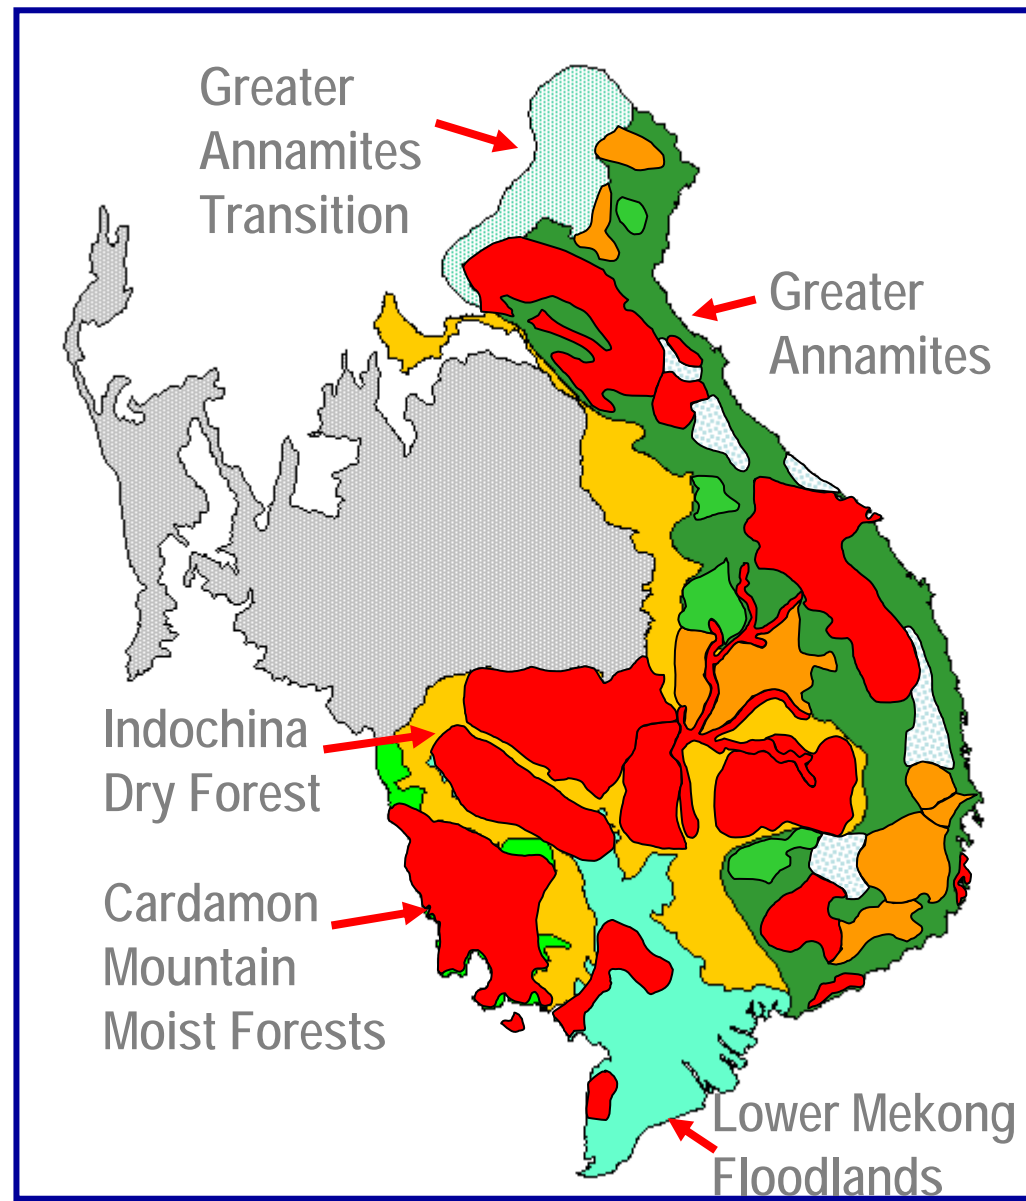 Greater
Annamites
Transition
Greater
Annamites
Indochina
Dry Forest
Cardamon
Mountain
Moist Forests
Lower Mekong
Floodlands